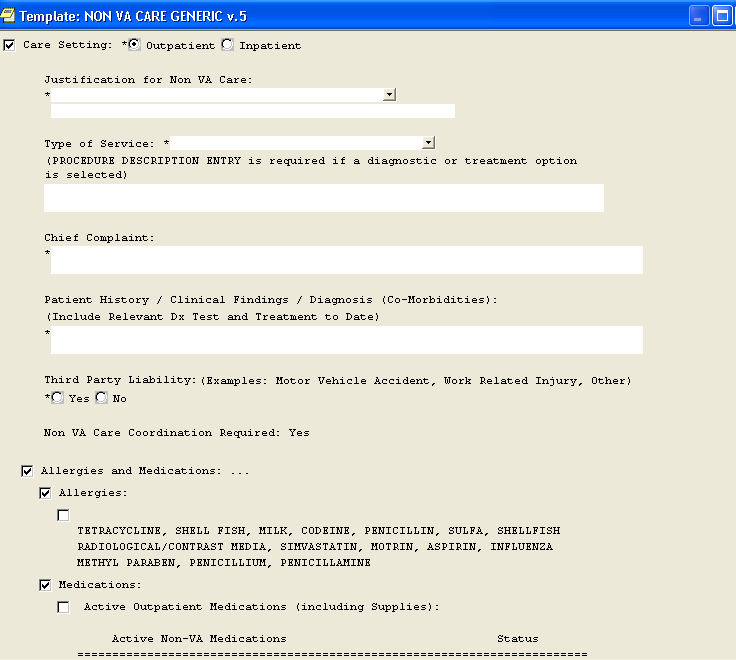 Template: NON VA CARE GENERIC v.5
Care Setting: * Outpatient Inpatient
Justification for Non VA Care:
*
Type of Service: *
(PROCEDURE DESCRIPTION ENTRY is required if a diagnostic or treatment option
is selected)
Chief Complaint:
*
Patient History / Clinical Findings / Diagnosis (Co-Morbidities):
(Include Relevant Dx Test and Treatment to Date)
*
Third Party Liability:(Examples: Motor Vehicle Accident, Work Related Injury, Other)
* Yes No
Non VA Care Coordination Required: Yes
Allergies and Medications: ...
Allergies:
TETRACYCLINE, SHELL FISH, MILK, CODEINE, PENICILLIN, SULFA, SHELLFISH
RADIOLOGICAL/CONTRAST MEDIA, SIMVASTATIN, MOTRIN, ASPIRIN, INFLUENZA
METHYL PARABEN, PENICILLIUM, PENICILLAMINE
Medications:
Active Outpatient Medications (including Supplies):
Active Non-VA Medications Status
=========================================================================